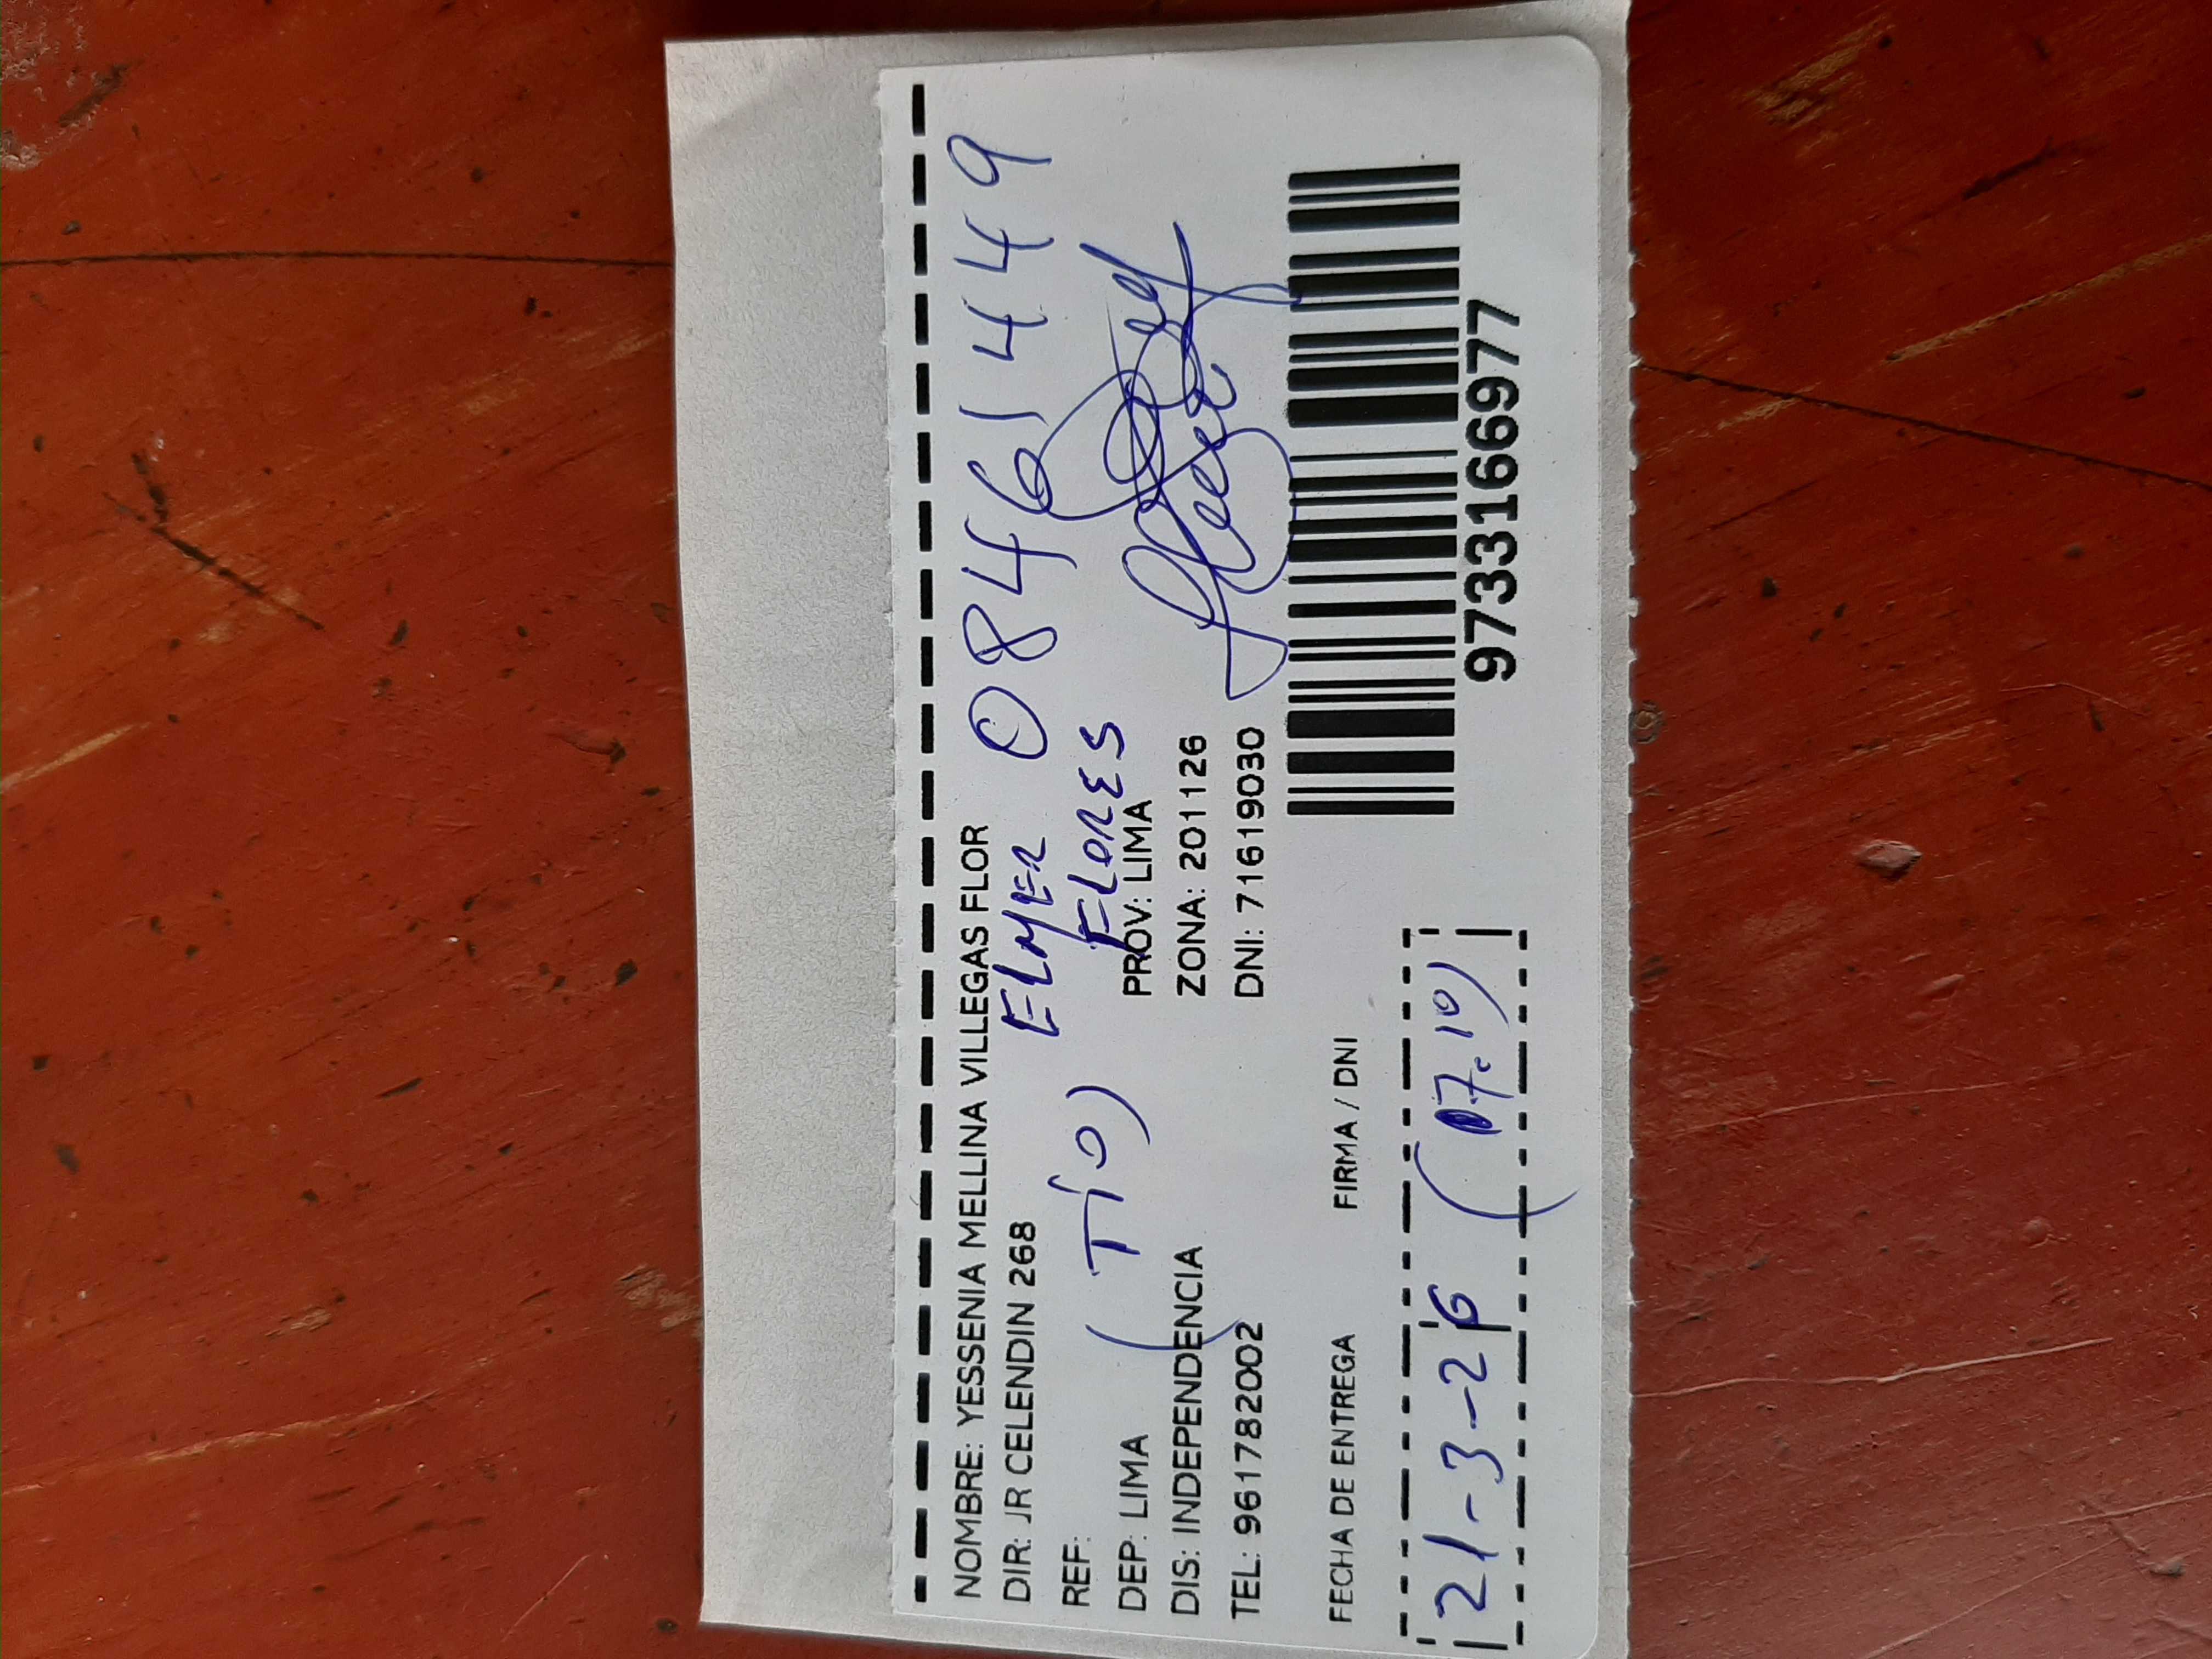 NOMBRE: YESSENIA MELLINA VILLEGAS FLOR
DIR: JR CELENDIN 268
ELMER 08461449
REF:
(Tío) FLORES
DEP: LIMA PROV: LIMA
DIS: INDEPENDENCIA ZONA: 201126
TEL: 961782002 DNI: 71619030
FECHA DE ENTREGA FIRMA / DNI
21-3-26 (17:10)
9733166977